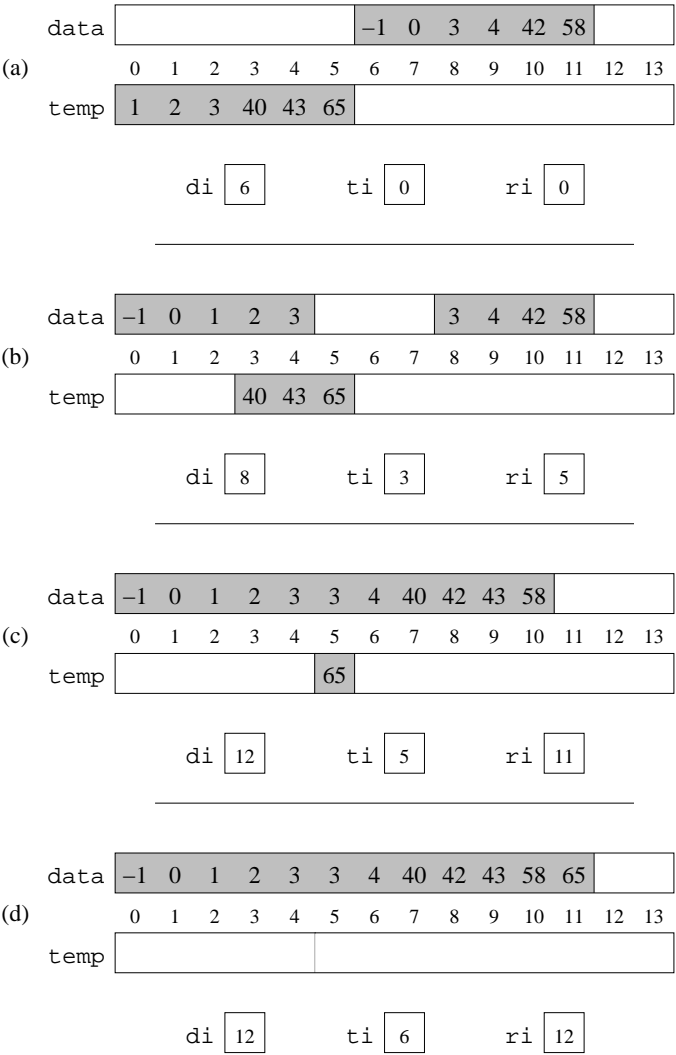 data –1 0 3 4 42 58
(a) 0 1 2 3 4 5 6 7 8 9 10 11 12 13
temp 1 2 3 40 43 65
di 6 ti 0 ri 0
data –1 0 1 2 3 3 4 42 58
(b) 0 1 2 3 4 5 6 7 8 9 10 11 12 13
temp 40 43 65
di 8 ti 3 ri 5
data –1 0 1 2 3 3 4 40 42 43 58
(c) 0 1 2 3 4 5 6 7 8 9 10 11 12 13
temp 65
di 12 ti 5 ri 11
data –1 0 1 2 3 3 4 40 42 43 58 65
(d) 0 1 2 3 4 5 6 7 8 9 10 11 12 13
temp
di 12 ti 6 ri 12